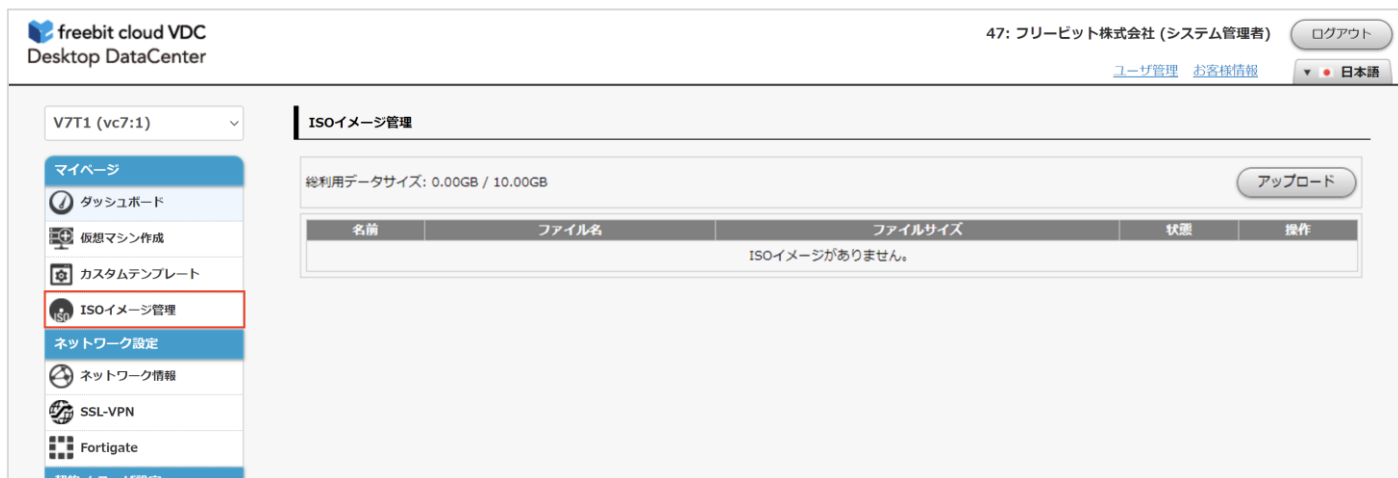 freebit cloud VDC
Desktop DataCenter
47: フリービット株式会社 (システム管理者)
ログアウト
ユーザ管理 お客様情報
▼ 日本語
V7T1 (vc7:1)
マイページ
ダッシュボード
仮想マシン作成
カスタムテンプレート
ISO
ISOイメージ管理
ネットワーク設定
ネットワーク情報
SSL-VPN
Fortigate
ISOイメージ管理
総利用データサイズ: 0.00GB / 10.00GB
アップロード
名前 ファイル名 ファイルサイズ 状態 操作
ISOイメージがありません。